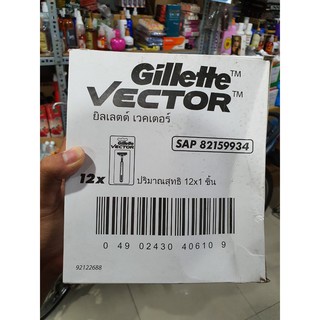 Gillette™
VECTOR™
ยิลเลตต์ เวคเตอร์
SAP 82159934
12x
ปริมาณสุทธิ 12x1 ชิ้น
0 49 02430 40610 9
92122688